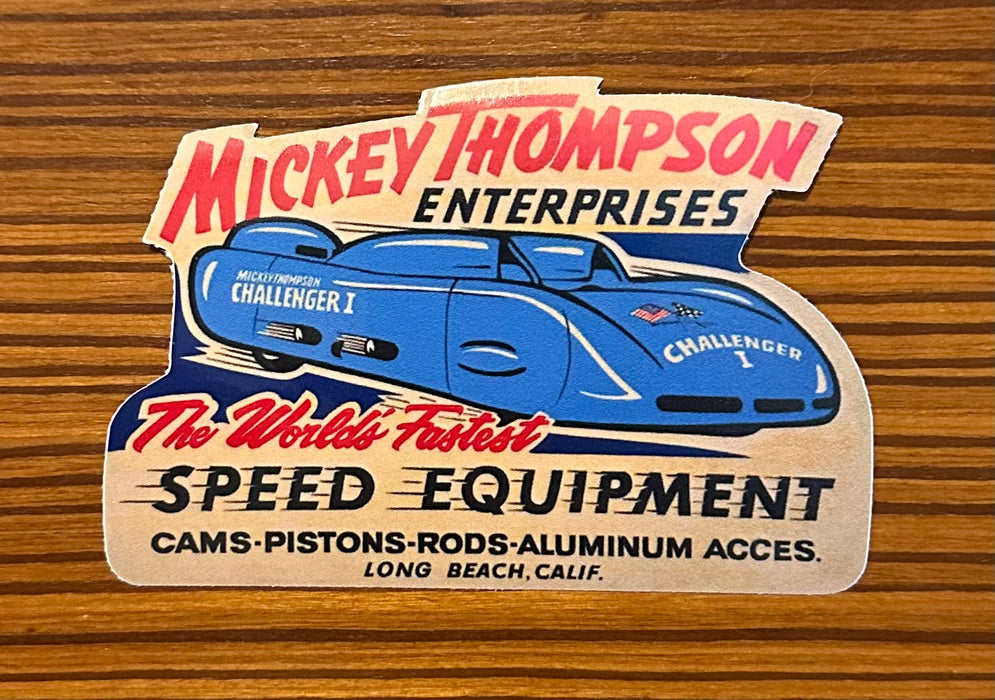 MICKEY THOMPSON
ENTERPRISES
MICKEY THOMPSON
CHALLENGER I
CHALLENGER
I
The World's Fastest
SPEED EQUIPMENT
CAMS-PISTONS-RODS-ALUMINUM ACCES.
LONG BEACH, CALIF.